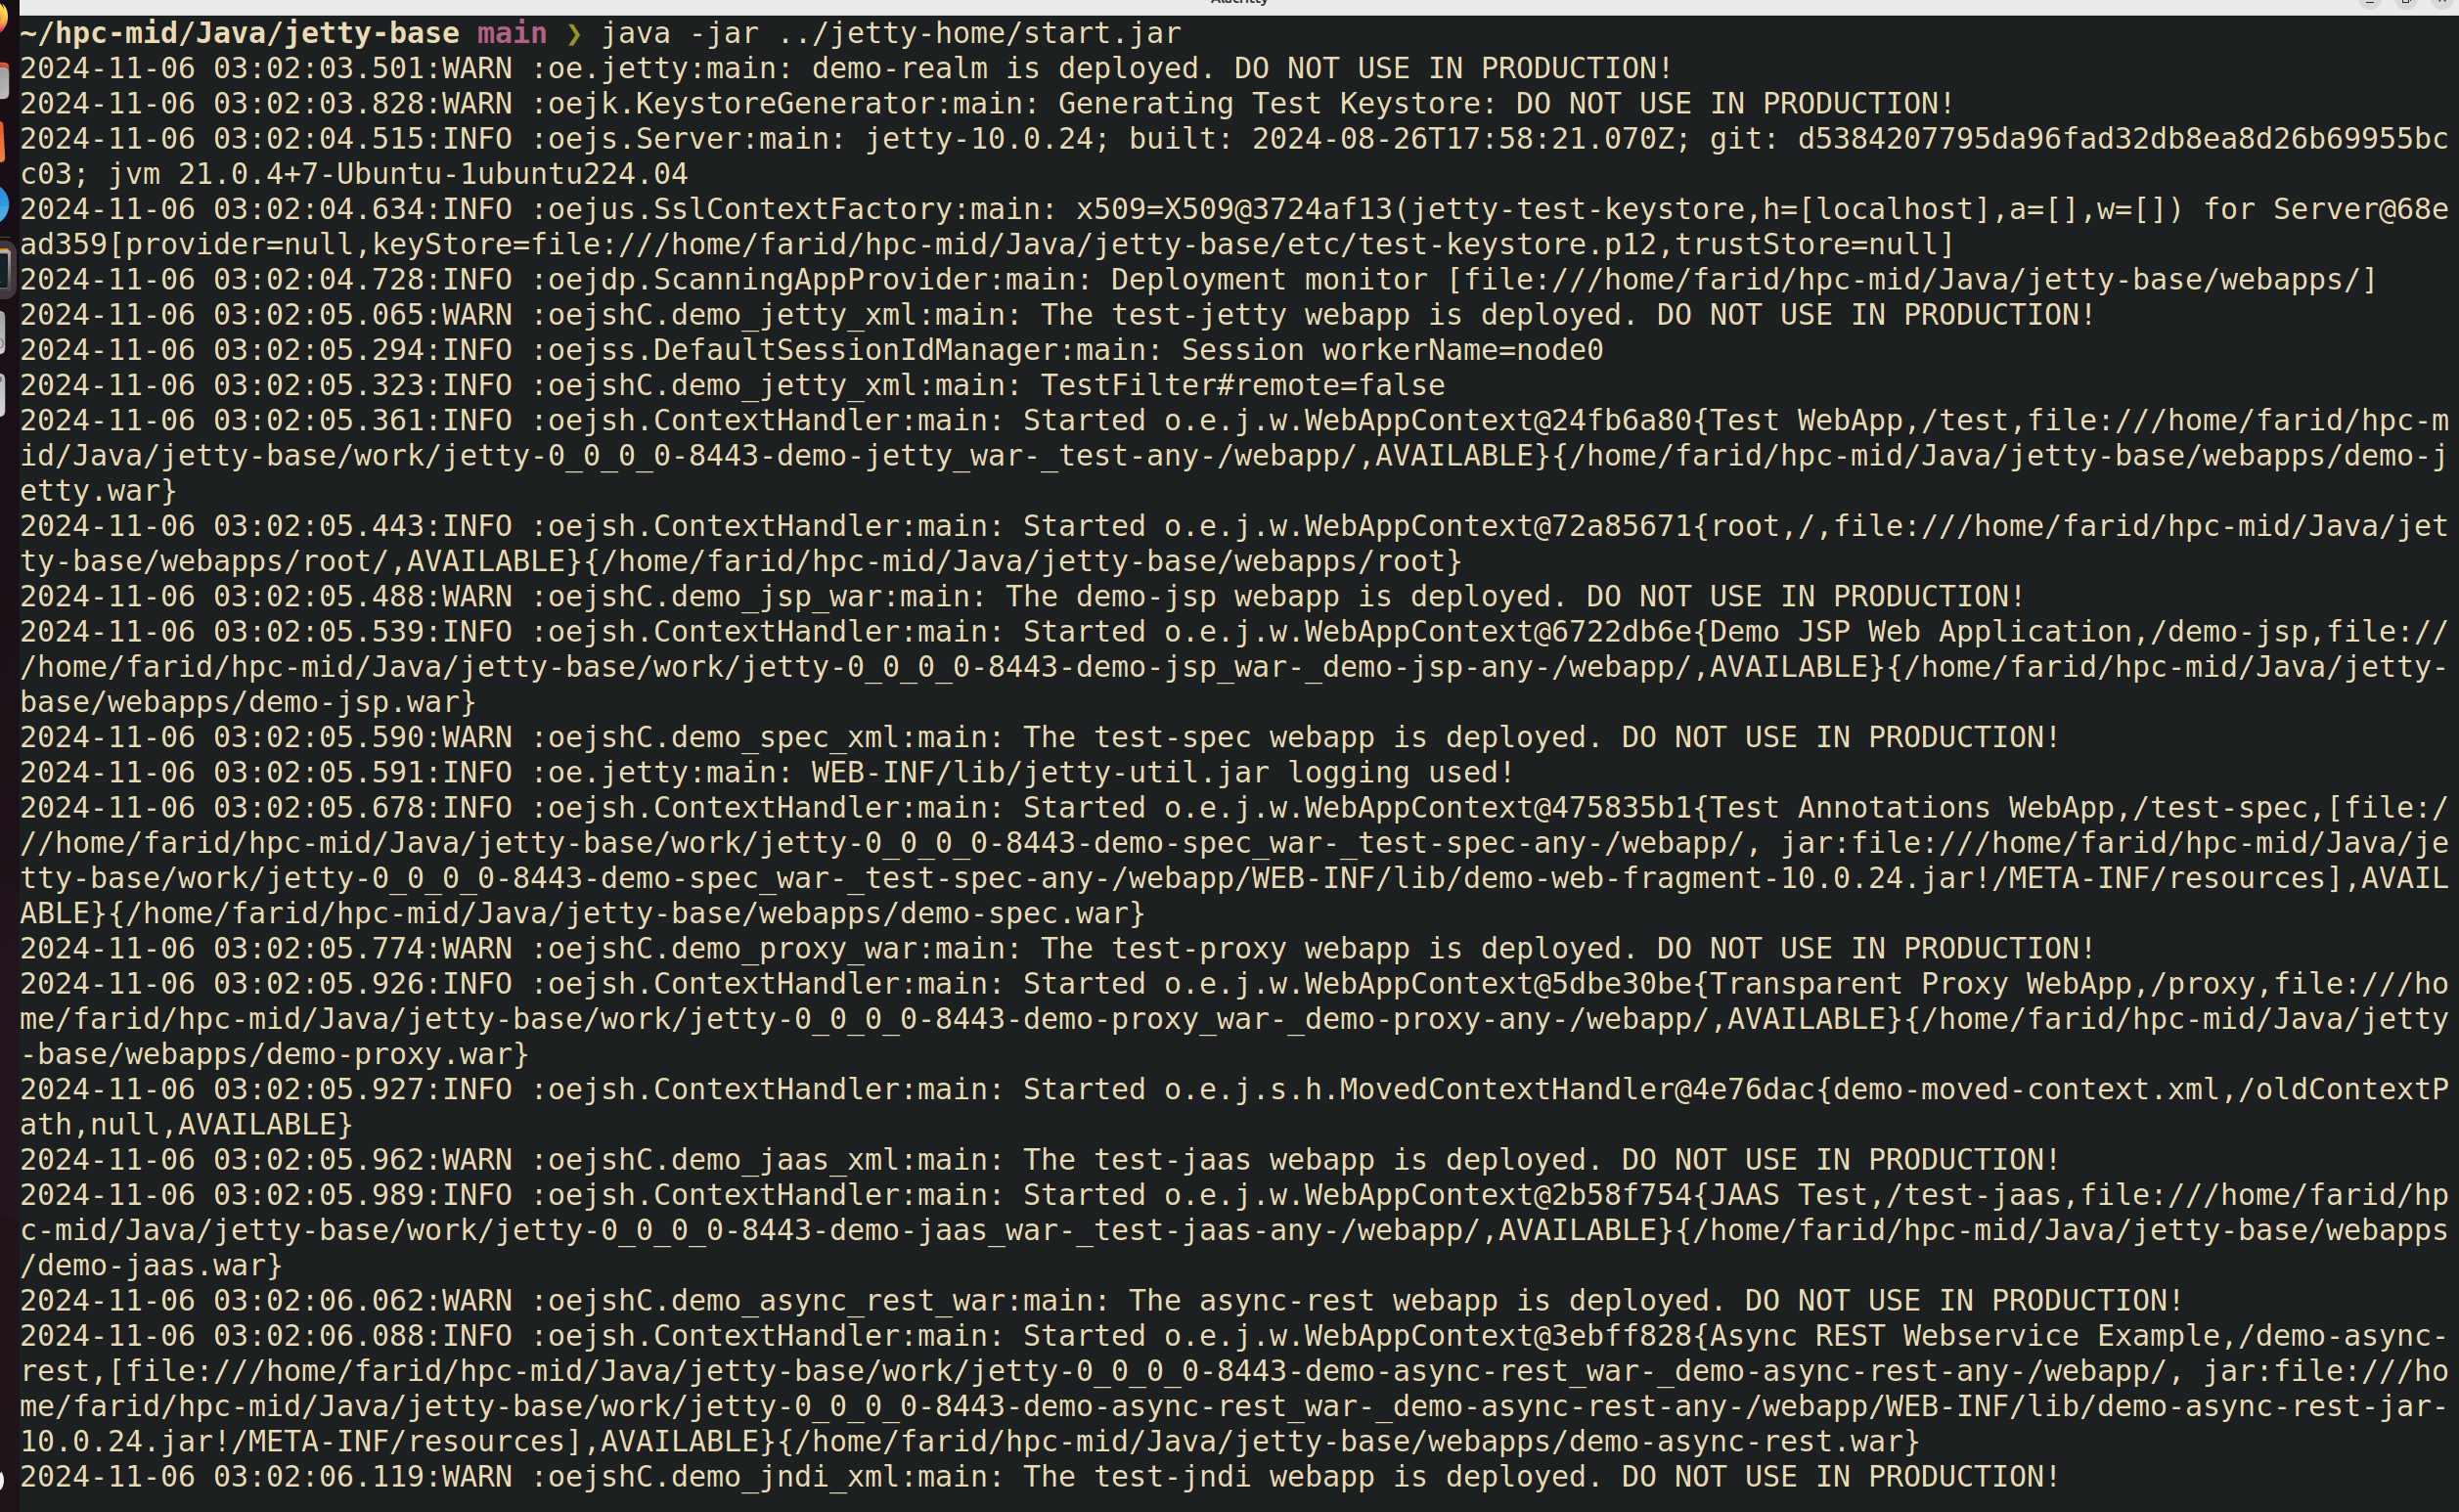 Alacritty
~/hpc-mid/Java/jetty-base main ❯ java -jar ../jetty-home/start.jar
2024-11-06 03:02:03.501:WARN :oe.jetty:main: demo-realm is deployed. DO NOT USE IN PRODUCTION!
2024-11-06 03:02:03.828:WARN :oejk.KeystoreGenerator:main: Generating Test Keystore: DO NOT USE IN PRODUCTION!
2024-11-06 03:02:04.515:INFO :oejs.Server:main: jetty-10.0.24; built: 2024-08-26T17:58:21.070Z; git: d5384207795da96fad32db8ea8d26b69955bc
c03; jvm 21.0.4+7-Ubuntu-1ubuntu224.04
2024-11-06 03:02:04.634:INFO :oejus.SslContextFactory:main: x509=X509@3724af13(jetty-test-keystore,h=[localhost],a=[],w=[]) for Server@68e
ad359[provider=null,keyStore=file:///home/farid/hpc-mid/Java/jetty-base/etc/test-keystore.p12,trustStore=null]
2024-11-06 03:02:04.728:INFO :oejdp.ScanningAppProvider:main: Deployment monitor [file:///home/farid/hpc-mid/Java/jetty-base/webapps/]
2024-11-06 03:02:05.065:WARN :oejshC.demo_jetty_xml:main: The test-jetty webapp is deployed. DO NOT USE IN PRODUCTION!
2024-11-06 03:02:05.294:INFO :oejss.DefaultSessionIdManager:main: Session workerName=node0
2024-11-06 03:02:05.323:INFO :oejshC.demo_jetty_xml:main: TestFilter#remote=false
2024-11-06 03:02:05.361:INFO :oejsh.ContextHandler:main: Started o.e.j.w.WebAppContext@24fb6a80{Test WebApp,/test,file:///home/farid/hpc-m
id/Java/jetty-base/work/jetty-0_0_0_0-8443-demo-jetty_war-_test-any-/webapp/,AVAILABLE}{/home/farid/hpc-mid/Java/jetty-base/webapps/demo-j
etty.war}
2024-11-06 03:02:05.443:INFO :oejsh.ContextHandler:main: Started o.e.j.w.WebAppContext@72a85671{root,/,file:///home/farid/hpc-mid/Java/jet
ty-base/webapps/root/,AVAILABLE}{/home/farid/hpc-mid/Java/jetty-base/webapps/root}
2024-11-06 03:02:05.488:WARN :oejshC.demo_jsp_war:main: The demo-jsp webapp is deployed. DO NOT USE IN PRODUCTION!
2024-11-06 03:02:05.539:INFO :oejsh.ContextHandler:main: Started o.e.j.w.WebAppContext@6722db6e{Demo JSP Web Application,/demo-jsp,file://
/home/farid/hpc-mid/Java/jetty-base/work/jetty-0_0_0_0-8443-demo-jsp_war-_demo-jsp-any-/webapp/,AVAILABLE}{/home/farid/hpc-mid/Java/jetty-
base/webapps/demo-jsp.war}
2024-11-06 03:02:05.590:WARN :oejshC.demo_spec_xml:main: The test-spec webapp is deployed. DO NOT USE IN PRODUCTION!
2024-11-06 03:02:05.591:INFO :oe.jetty:main: WEB-INF/lib/jetty-util.jar logging used!
2024-11-06 03:02:05.678:INFO :oejsh.ContextHandler:main: Started o.e.j.w.WebAppContext@475835b1{Test Annotations WebApp,/test-spec,[file:/
//home/farid/hpc-mid/Java/jetty-base/work/jetty-0_0_0_0-8443-demo-spec_war-_test-spec-any-/webapp/, jar:file:///home/farid/hpc-mid/Java/je
tty-base/work/jetty-0_0_0_0-8443-demo-spec_war-_test-spec-any-/webapp/WEB-INF/lib/demo-web-fragment-10.0.24.jar!/META-INF/resources],AVAIL
ABLE}{/home/farid/hpc-mid/Java/jetty-base/webapps/demo-spec.war}
2024-11-06 03:02:05.774:WARN :oejshC.demo_proxy_war:main: The test-proxy webapp is deployed. DO NOT USE IN PRODUCTION!
2024-11-06 03:02:05.926:INFO :oejsh.ContextHandler:main: Started o.e.j.w.WebAppContext@5dbe30be{Transparent Proxy WebApp,/proxy,file:///ho
me/farid/hpc-mid/Java/jetty-base/work/jetty-0_0_0_0-8443-demo-proxy_war-_demo-proxy-any-/webapp/,AVAILABLE}{/home/farid/hpc-mid/Java/jetty
-base/webapps/demo-proxy.war}
2024-11-06 03:02:05.927:INFO :oejsh.ContextHandler:main: Started o.e.j.s.h.MovedContextHandler@4e76dac{demo-moved-context.xml,/oldContextP
ath,null,AVAILABLE}
2024-11-06 03:02:05.962:WARN :oejshC.demo_jaas_xml:main: The test-jaas webapp is deployed. DO NOT USE IN PRODUCTION!
2024-11-06 03:02:05.989:INFO :oejsh.ContextHandler:main: Started o.e.j.w.WebAppContext@2b58f754{JAAS Test,/test-jaas,file:///home/farid/hp
c-mid/Java/jetty-base/work/jetty-0_0_0_0-8443-demo-jaas_war-_test-jaas-any-/webapp/,AVAILABLE}{/home/farid/hpc-mid/Java/jetty-base/webapps
/demo-jaas.war}
2024-11-06 03:02:06.062:WARN :oejshC.demo_async_rest_war:main: The async-rest webapp is deployed. DO NOT USE IN PRODUCTION!
2024-11-06 03:02:06.088:INFO :oejsh.ContextHandler:main: Started o.e.j.w.WebAppContext@3ebff828{Async REST Webservice Example,/demo-async-
rest,[file:///home/farid/hpc-mid/Java/jetty-base/work/jetty-0_0_0_0-8443-demo-async-rest_war-_demo-async-rest-any-/webapp/, jar:file:///ho
me/farid/hpc-mid/Java/jetty-base/work/jetty-0_0_0_0-8443-demo-async-rest_war-_demo-async-rest-any-/webapp/WEB-INF/lib/demo-async-rest-jar-
10.0.24.jar!/META-INF/resources],AVAILABLE}{/home/farid/hpc-mid/Java/jetty-base/webapps/demo-async-rest.war}
2024-11-06 03:02:06.119:WARN :oejshC.demo_jndi_xml:main: The test-jndi webapp is deployed. DO NOT USE IN PRODUCTION!